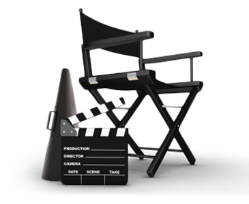 PRODUCTION
DIRECTOR
CAMERA
DATE SCENE TAKE